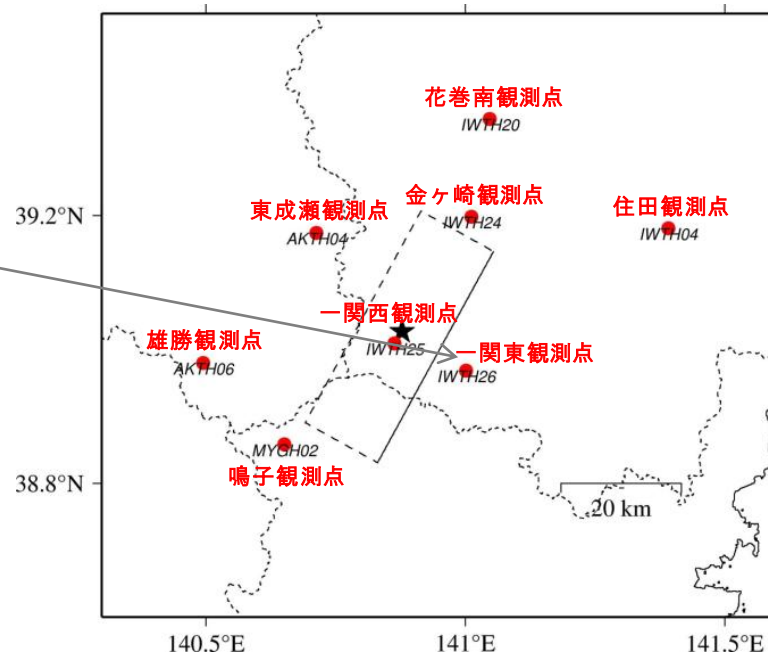 花巻南観測点
IWTH20
金ヶ崎観測点
IWTH24
東成瀬観測点
AKTH04
住田観測点
IWTH04
39.2°N
一関西観測点
IWTH25
雄勝観測点
AKTH06
一関東観測点
IWTH26
MYGH02
鳴子観測点
38.8°N
20 km
140.5°E
141°E
141.5°E